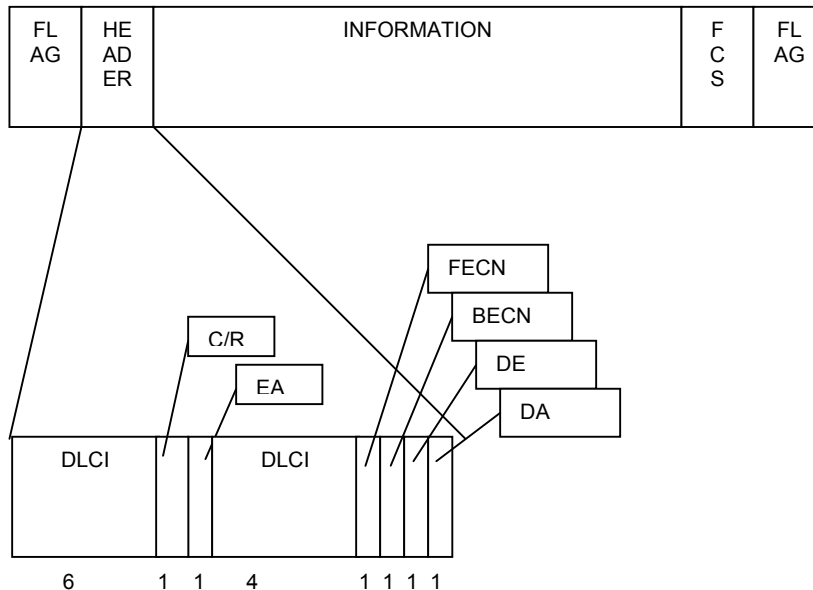 FL
AG
HE
AD
ER
INFORMATION
F
C
S
FL
AG
FECN
BECN
C/R
DE
EA
DA
DLCI
DLCI
6 1 1 4 1 1 1 1